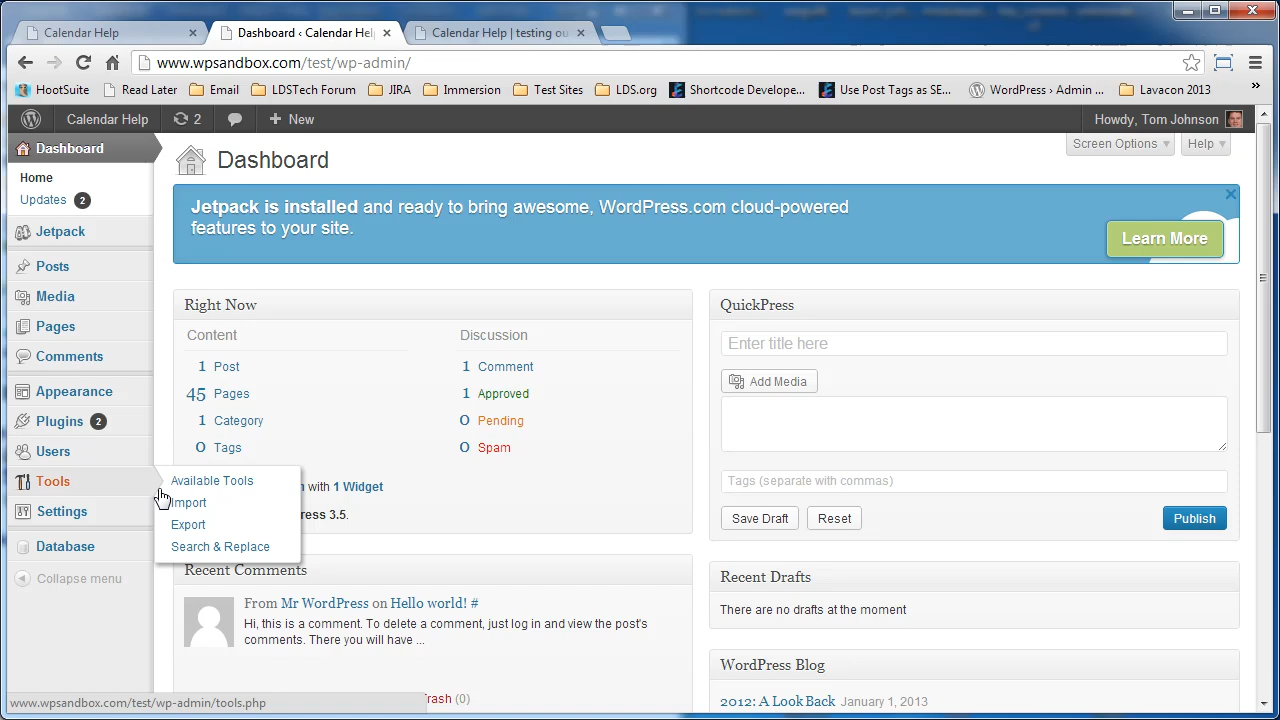 Calendar Help
Dashboard ‹ Calendar Hel
Calendar Help | testing ou
www.wpsandbox.com/test/wp-admin/
HootSuite
Read Later
Email
LDSTech Forum
JIRA
Immersion
Test Sites
LDS.org
Shortcode Develope...
Use Post Tags as SE...
WordPress › Admin ...
Lavacon 2013
»
Calendar Help
2
+ New
Howdy, Tom Johnson
Dashboard
Home
Updates 2
Jetpack
Posts
Media
Pages
Comments
Appearance
Plugins 2
Users
Tools
Settings
Database
Collapse menu
Available Tools
Import
Export
Search & Replace
Dashboard
Screen Options
Help
Jetpack is installed and ready to bring awesome, WordPress.com cloud-powered
features to your site.
Learn More
Right Now
Content
Discussion
1 Post
1 Comment
45 Pages
1 Approved
1 Category
0 Pending
0 Tags
0 Spam
with 1 Widget
ress 3.5.
Recent Comments
From Mr WordPress on Hello world! #
Hi, this is a comment. To delete a comment, just log in and view the post's
comments. There you will have ...
Trash (0)
QuickPress
Enter title here
Add Media
Tags (separate with commas)
Save Draft
Reset
Publish
Recent Drafts
There are no drafts at the moment
WordPress Blog
2012: A Look Back January 1, 2013
www.wpsandbox.com/test/wp-admin/tools.php